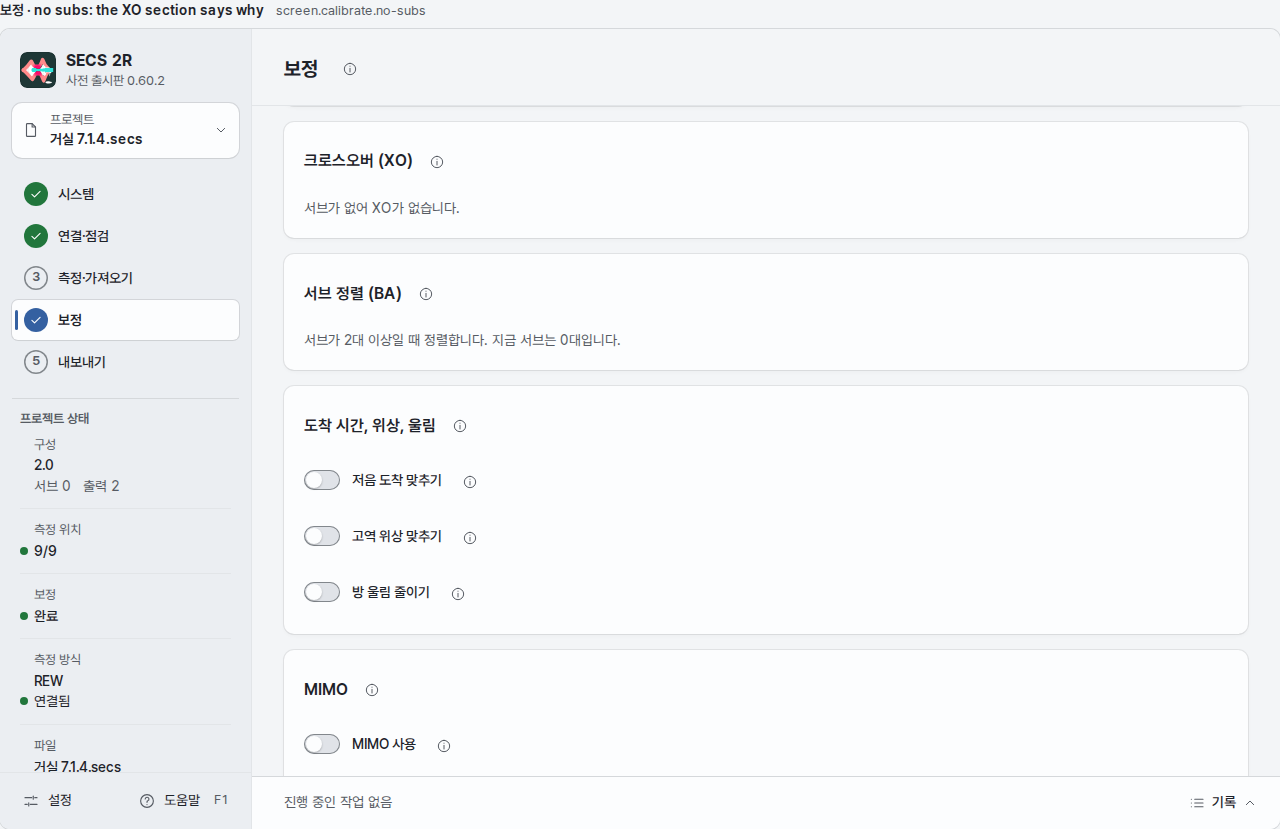 보정 · no subs: the XO section says why screen.calibrate.no-subs
SECS 2R
사전 출시판 0.60.2
프로젝트
거실 7.1.4.secs
시스템
연결·점검
3 측정·가져오기
보정
5 내보내기
프로젝트 상태
구성
2.0
서브 0 출력 2
측정 위치
9/9
보정
완료
측정 방식
REW
연결됨
파일
거실 7.1.4.secs
설정
도움말 F1
보정
크로스오버 (XO)
서브가 없어 XO가 없습니다.
서브 정렬 (BA)
서브가 2대 이상일 때 정렬합니다. 지금 서브는 0대입니다.
도착 시간, 위상, 울림
저음 도착 맞추기
고역 위상 맞추기
방 울림 줄이기
MIMO
MIMO 사용
진행 중인 작업 없음
기록